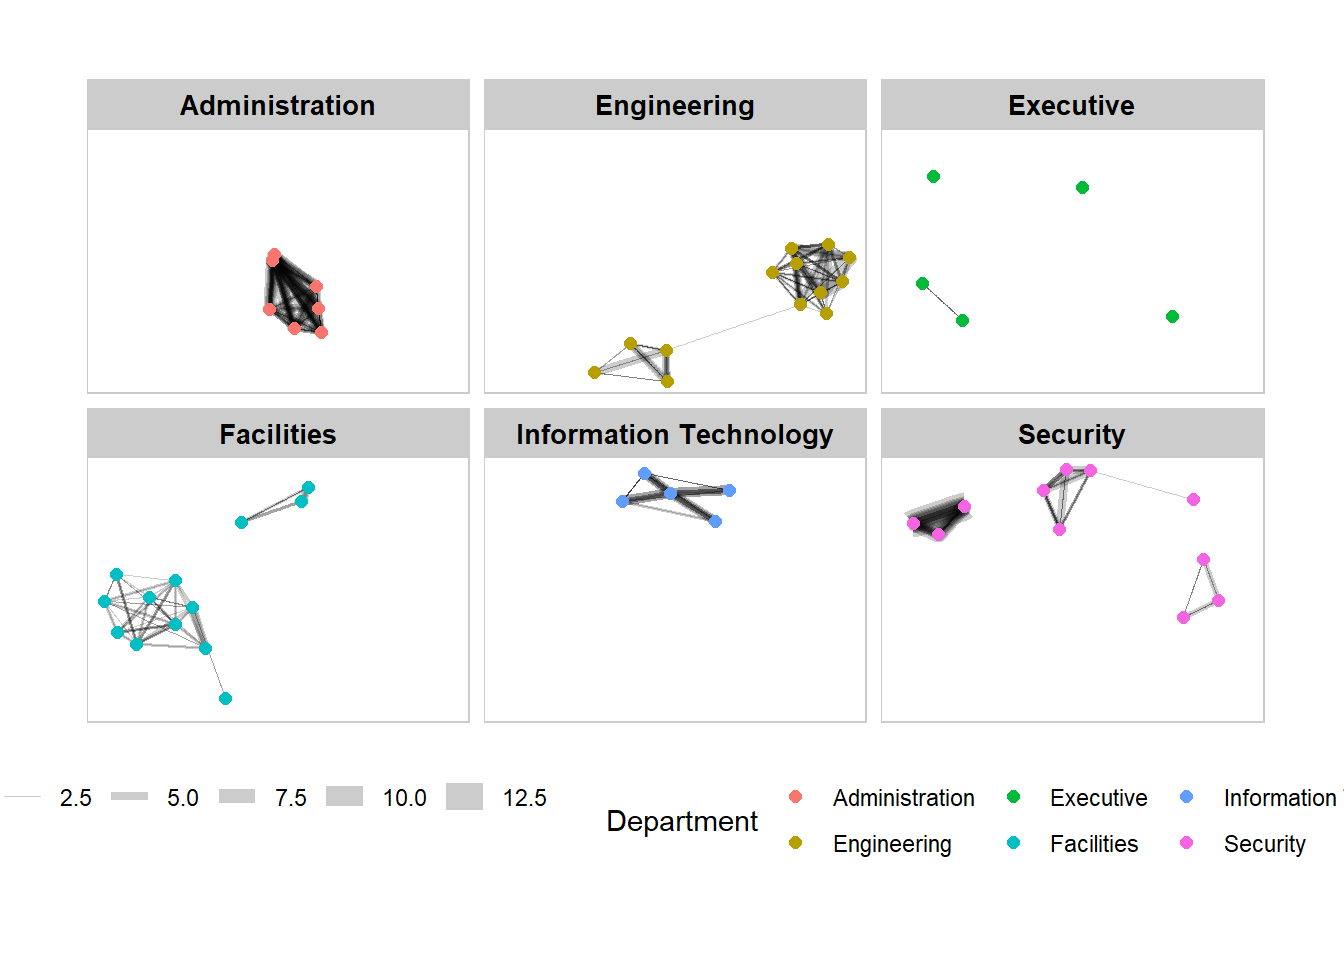 Administration
Engineering
Executive
Facilities
Information Technology
Security
2.5 5.0 7.5 10.0 12.5
Department
Administration Executive Information
Engineering Facilities Security